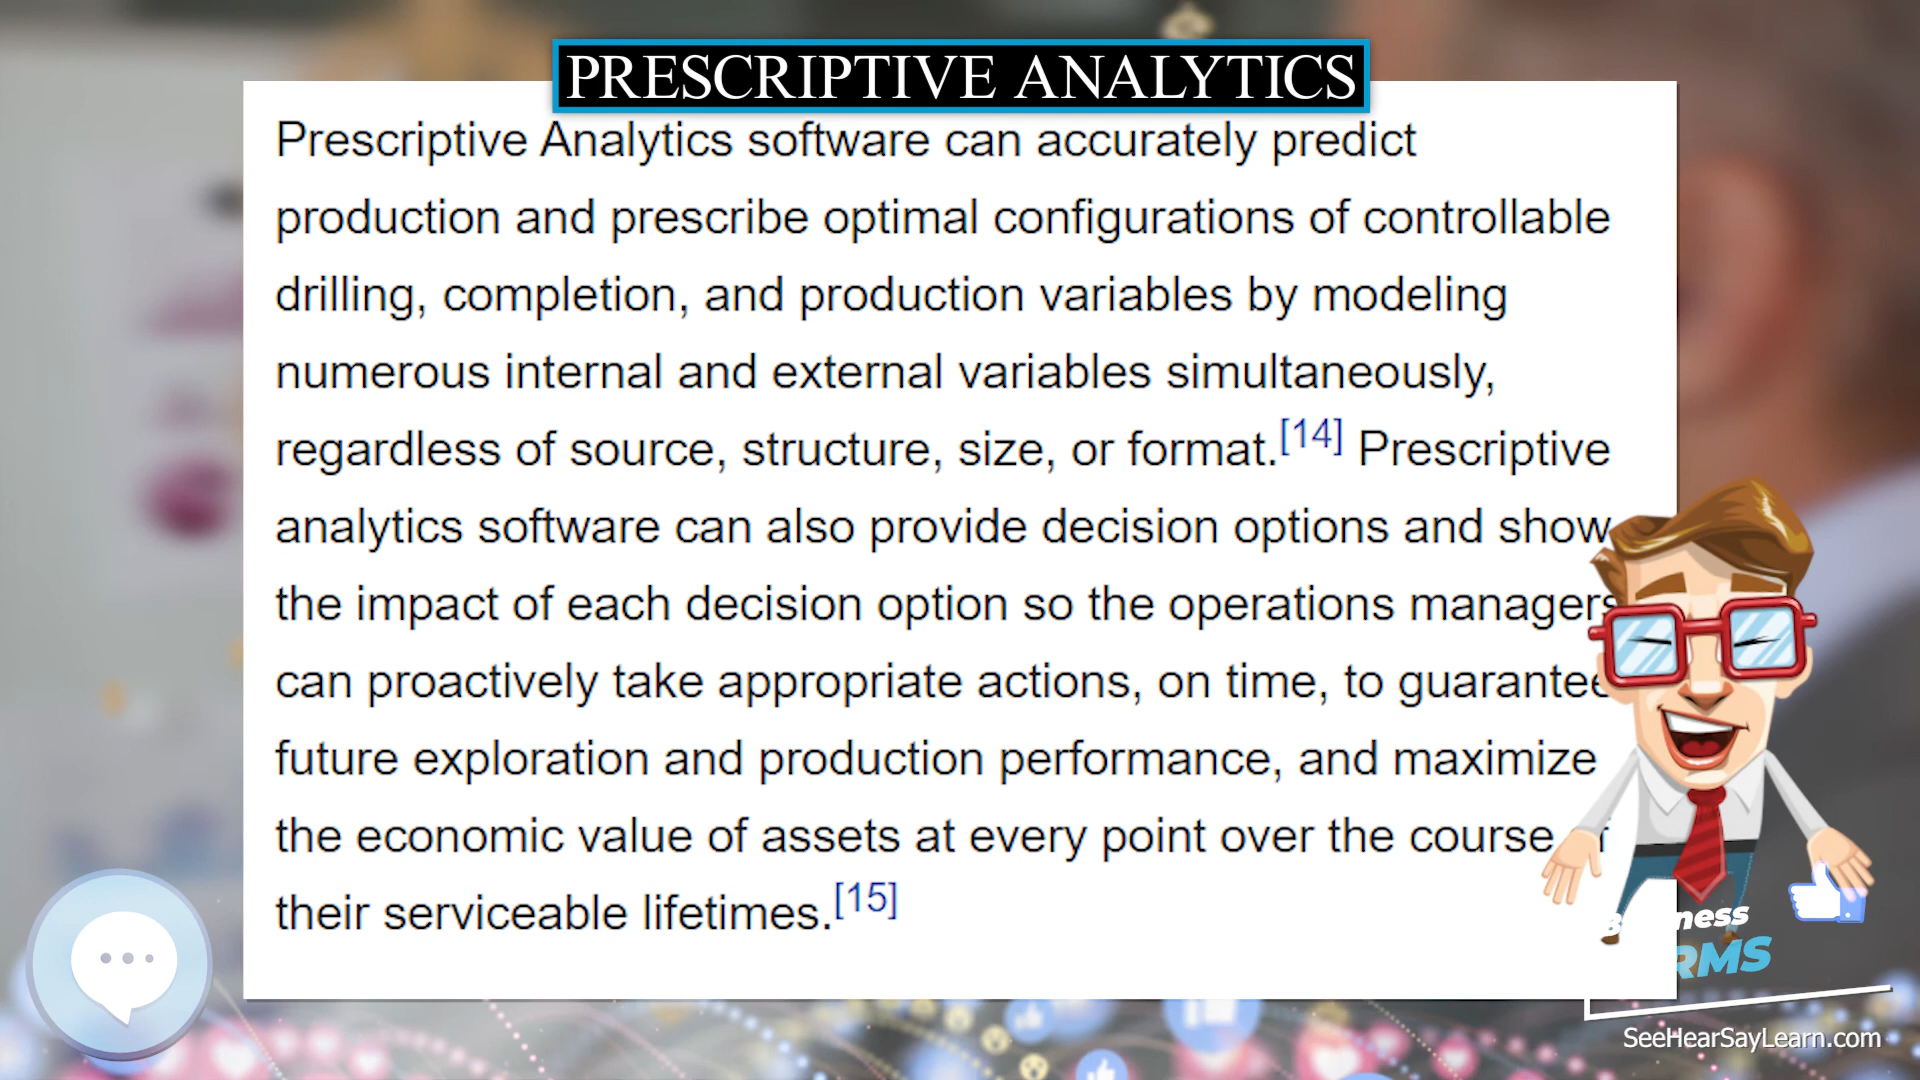 PRESCRIPTIVE ANALYTICS
Prescriptive Analytics software can accurately predict
production and prescribe optimal configurations of controllable
drilling, completion, and production variables by modeling
numerous internal and external variables simultaneously,
regardless of source, structure, size, or format.[14] Prescriptive
analytics software can also provide decision options and show
the impact of each decision option so the operations managers
can proactively take appropriate actions, on time, to guarantee
future exploration and production performance, and maximize
the economic value of assets at every point over the course
their serviceable lifetimes.[15]
SeeHearSayLearn.com